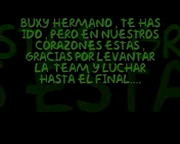 BUXY HERMANO , TE HAS
IDO , PERO EN NUESTROS
CORAZONES ESTAS ,
GRACIAS POR LEVANTAR
LA TEAM Y LUCHAR
HASTA EL FINAL....